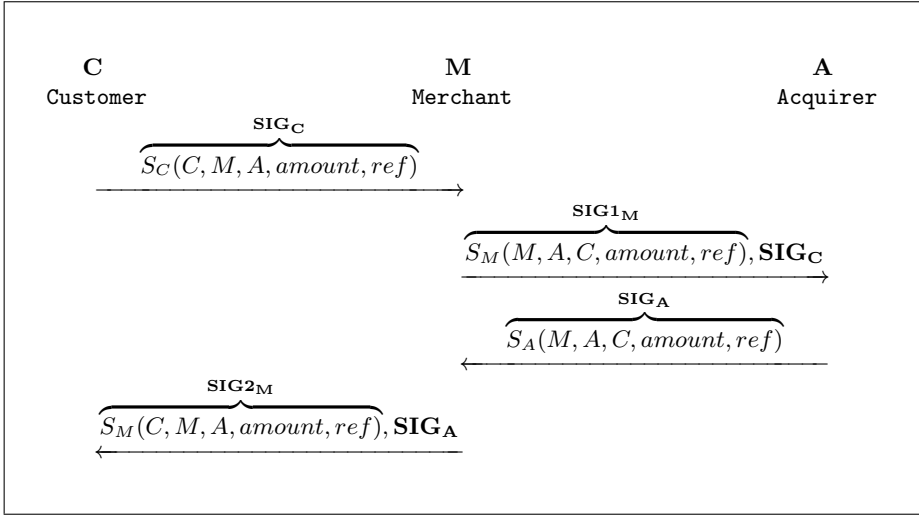 C M A
Customer Merchant Acquirer
SIG_C
S_C(C, M, A, amount, ref)
SIG1_M
S_M(M, A, C, amount, ref), SIG_C
SIG_A
S_A(M, A, C, amount, ref)
SIG2_M
S_M(C, M, A, amount, ref), SIG_A